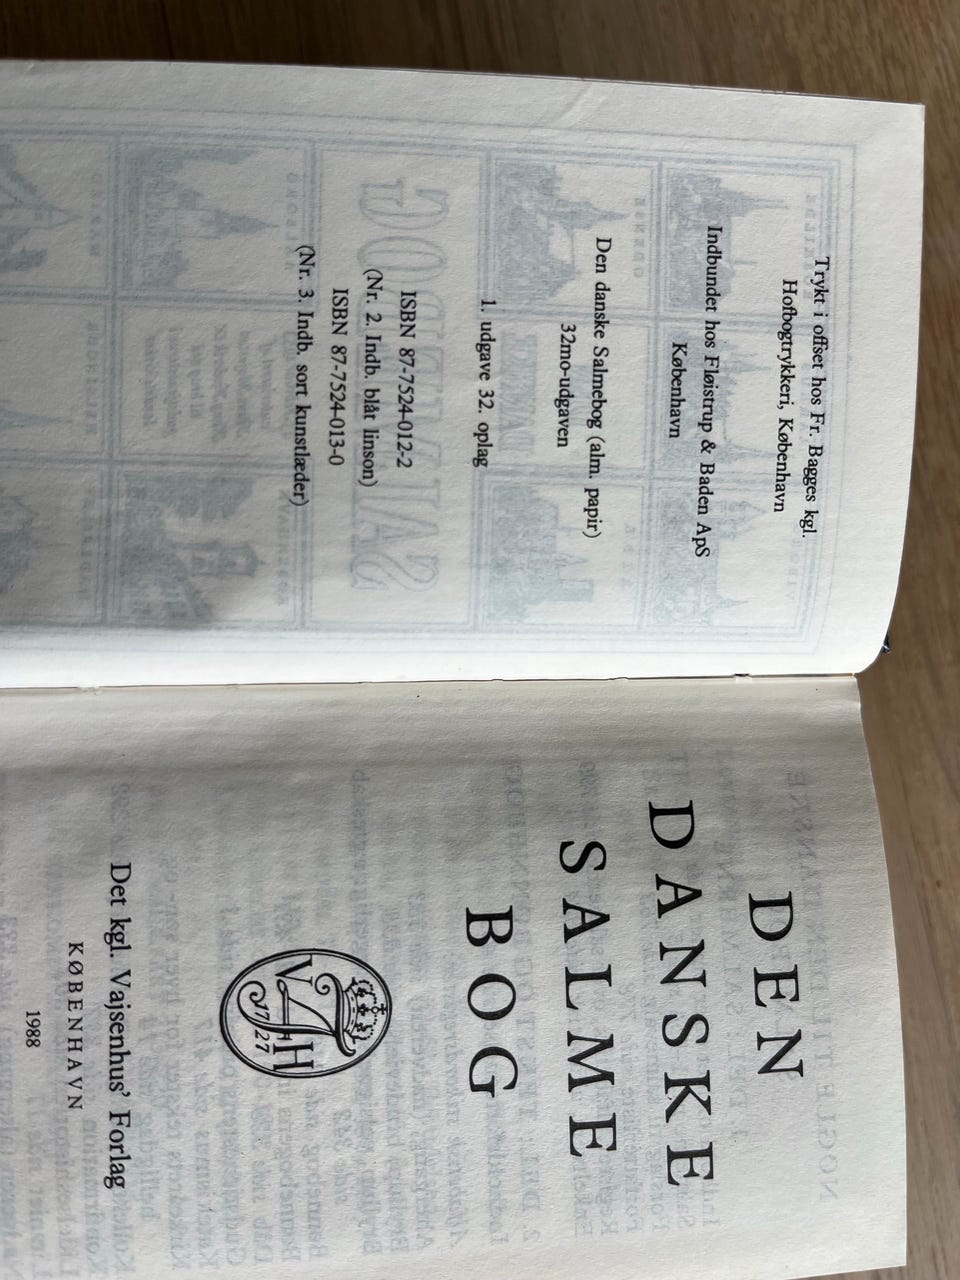 Trykt i offset hos Fr. Bagges kgl.
Hofbogtrykkeri, København
Indbundet hos Fløistrup & Baden ApS
København
Den danske Salmebog (alm. papir)
32mo-udgaven
1. udgave 32. oplag
ISBN 87-7524-012-2
(Nr. 2. Indb. blåt linson)
ISBN 87-7524-013-0
(Nr. 3. Indb. sort kunstlæder)
DEN
DANSKE
SALME
BOG
1727
Det kgl. Vajsenhus' Forlag
KØBENHAVN
1988